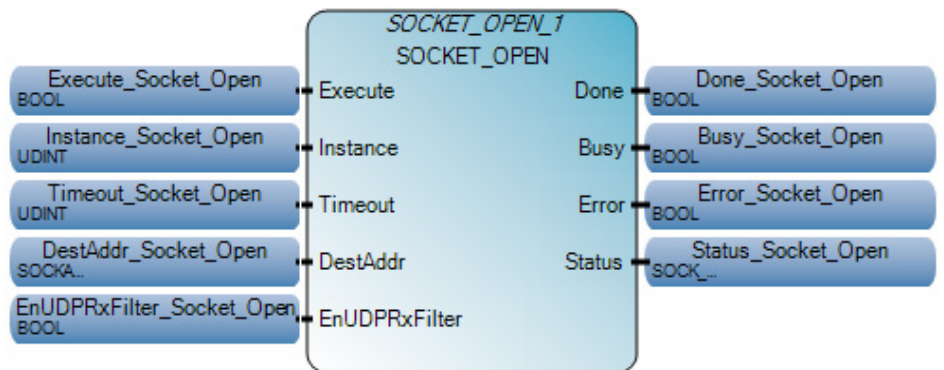 SOCKET_OPEN_1
SOCKET_OPEN
Execute_Socket_Open
BOOL
Execute
Done
Done_Socket_Open
BOOL
Instance_Socket_Open
UDINT
Instance
Busy
Busy_Socket_Open
BOOL
Timeout_Socket_Open
UDINT
Timeout
Error
Error_Socket_Open
BOOL
DestAddr_Socket_Open
SOCKA...
DestAddr
Status
Status_Socket_Open
SOCK_...
EnUDPRxFilter_Socket_Open
BOOL
EnUDPRxFilter